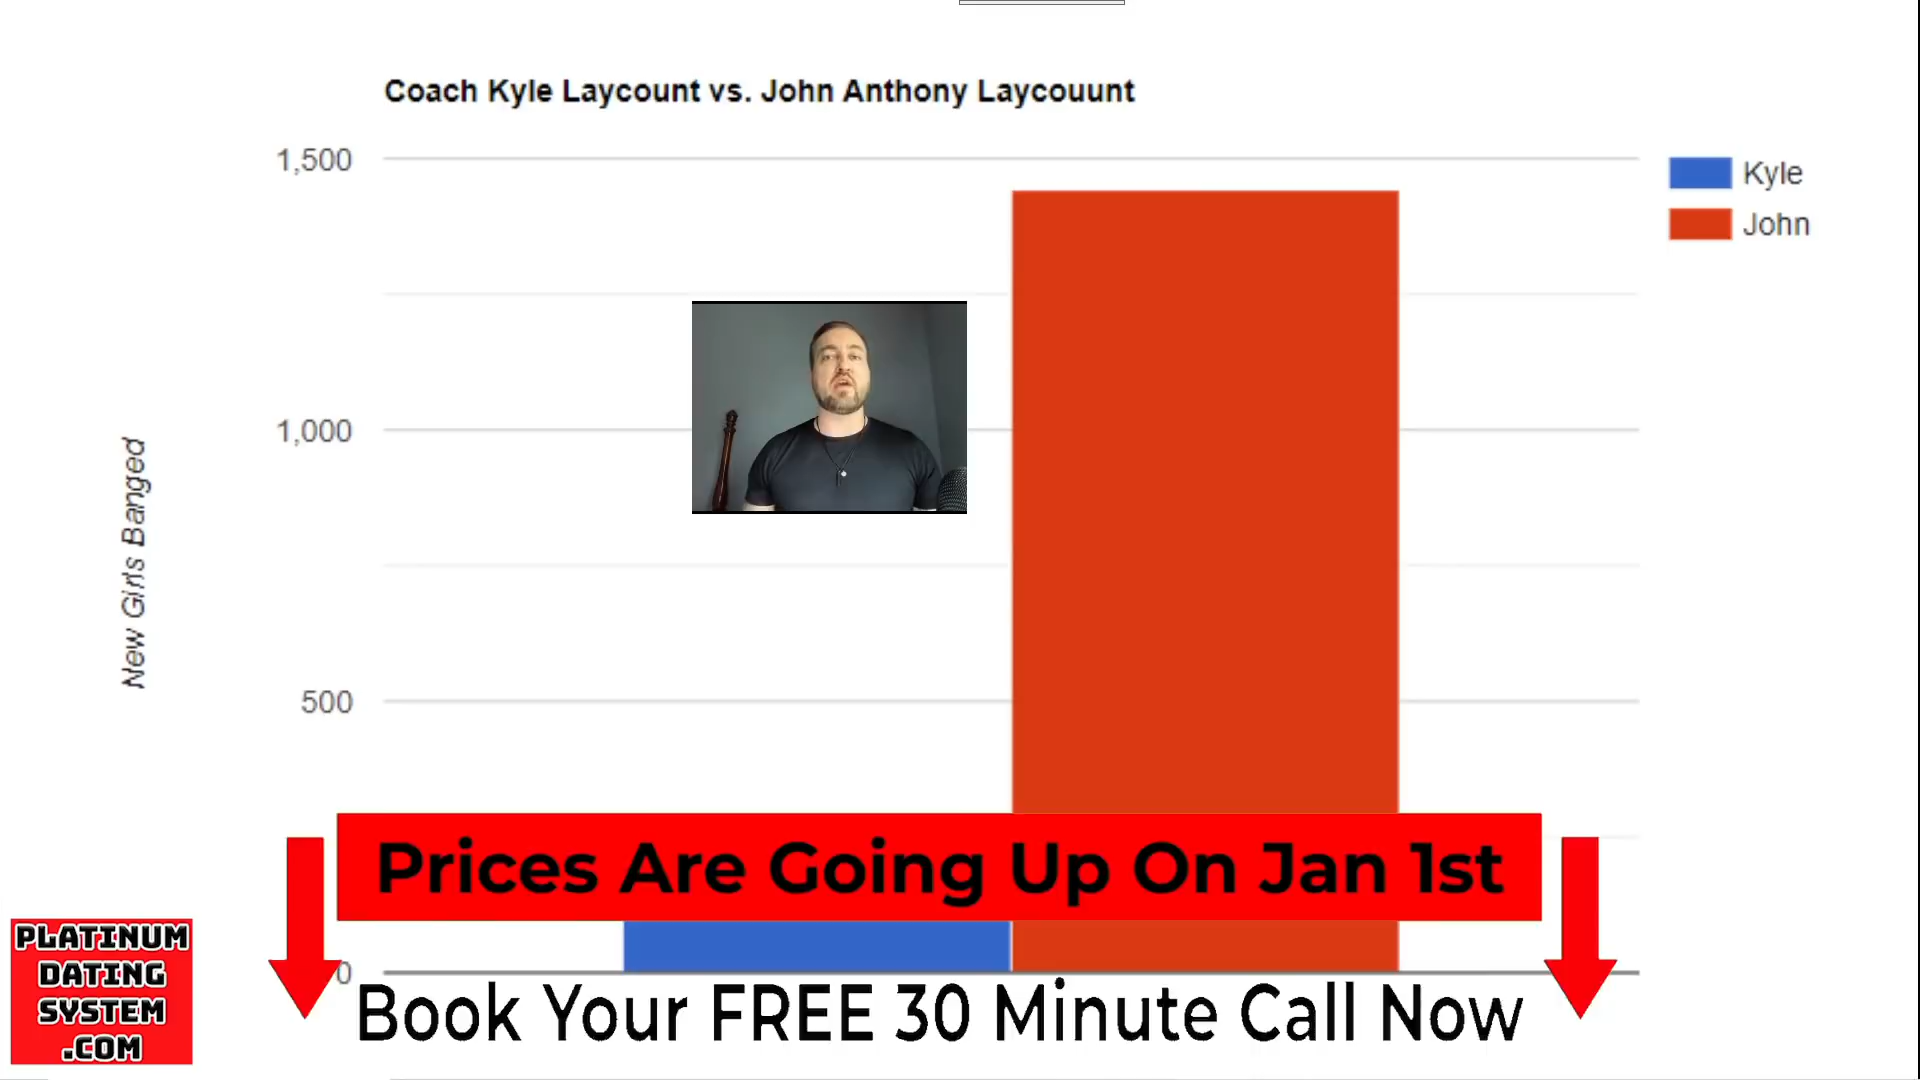 Coach Kyle Laycount vs. John Anthony Laycouunt
1,500
Kyle
John
1,000
New Girls Banged
500
Prices Are Going Up On Jan 1st
0
Book Your FREE 30 Minute Call Now
PLATINUM
DATING
SYSTEM
.COM